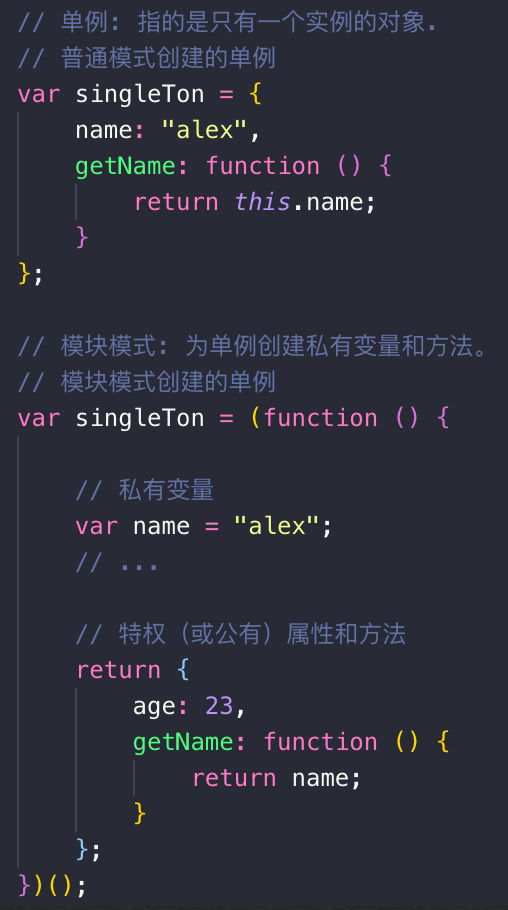 // 单例: 指的是只有一个实例的对象.
// 普通模式创建的单例
var singleTon = {
    name: "alex",
    getName: function () {
        return this.name;
    }
};

// 模块模式: 为单例创建私有变量和方法。
// 模块模式创建的单例
var singleTon = (function () {

    // 私有变量
    var name = "alex";
    // ...

    // 特权（或公有）属性和方法
    return {
        age: 23,
        getName: function () {
            return name;
        }
    };
})();